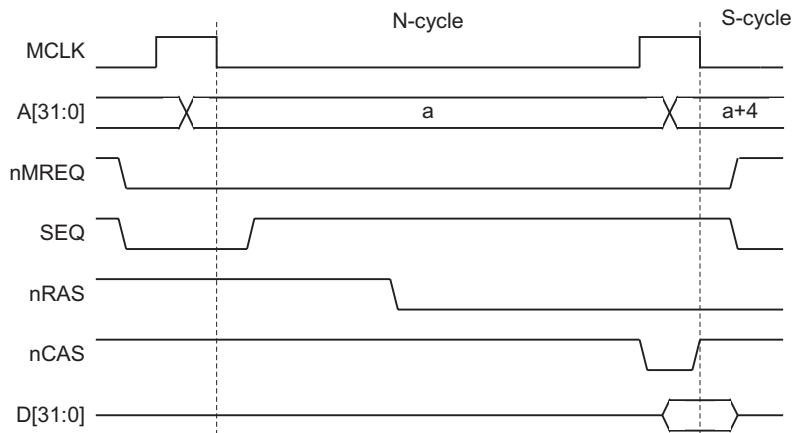 N-cycle
S-cycle
MCLK
A[31:0]
a
a+4
nMREQ
SEQ
nRAS
nCAS
D[31:0]